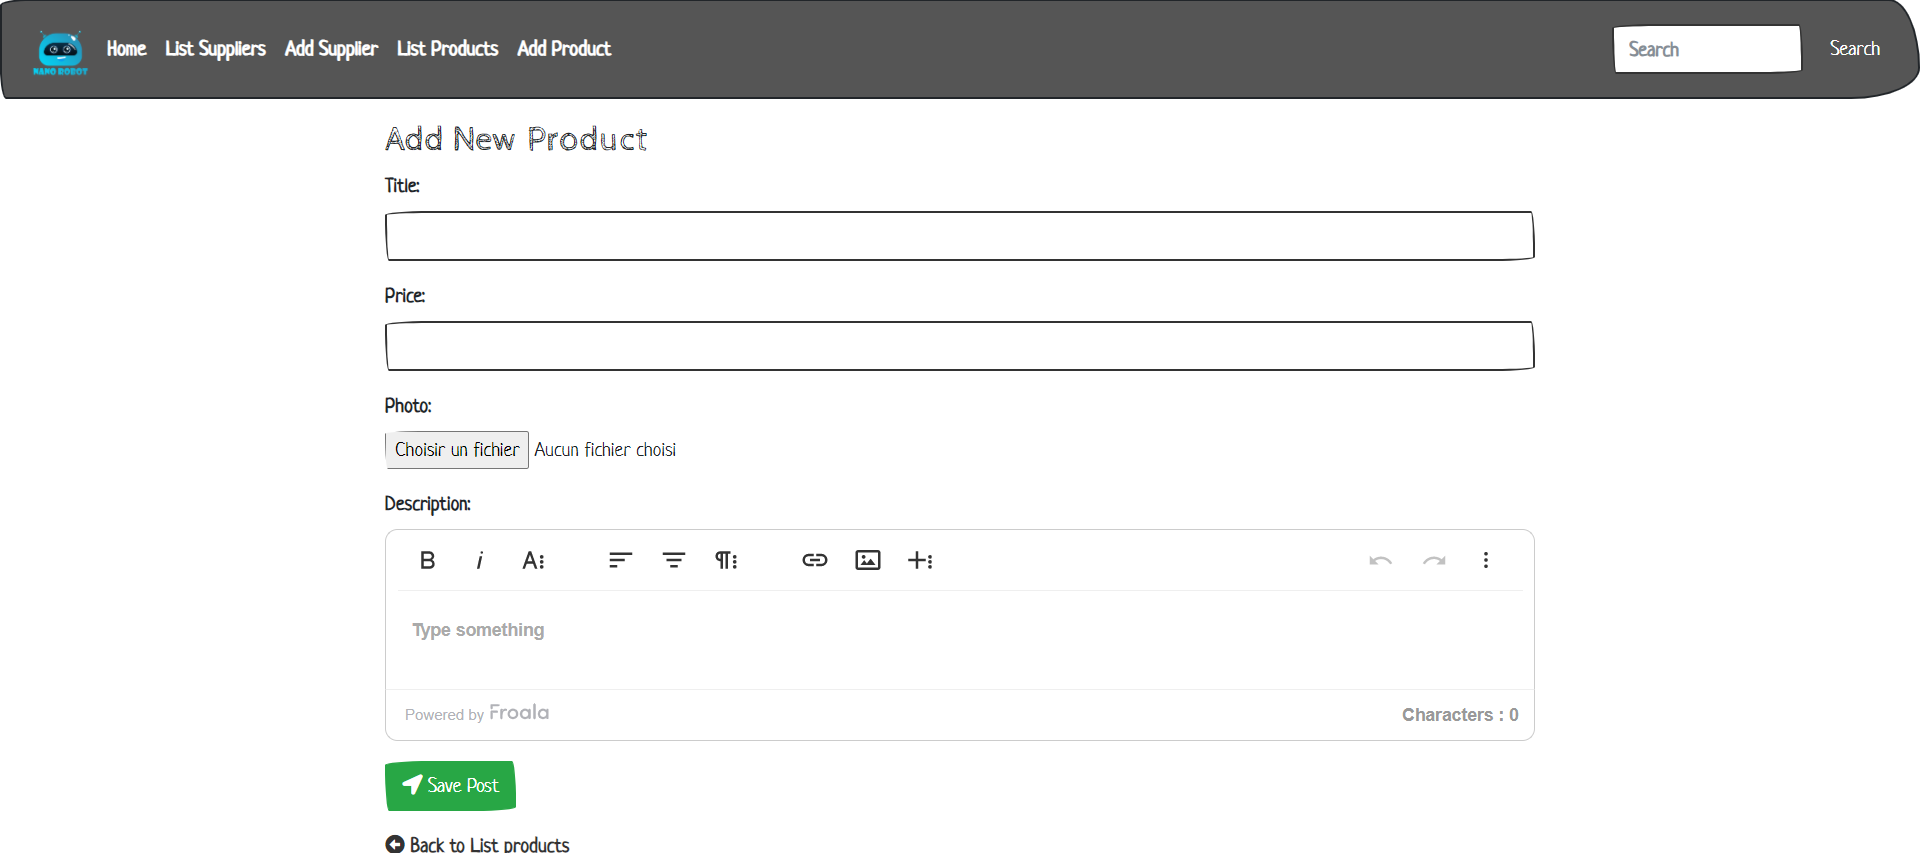 NANO ROBOT Home List Suppliers Add Supplier List Products Add Product Search Search
Add New Product
Title:
Price:
Photo:
Choisir un fichier Aucun fichier choisi
Description:
B i A
Type something
Powered by Froala Characters : 0
Save Post
Back to List products